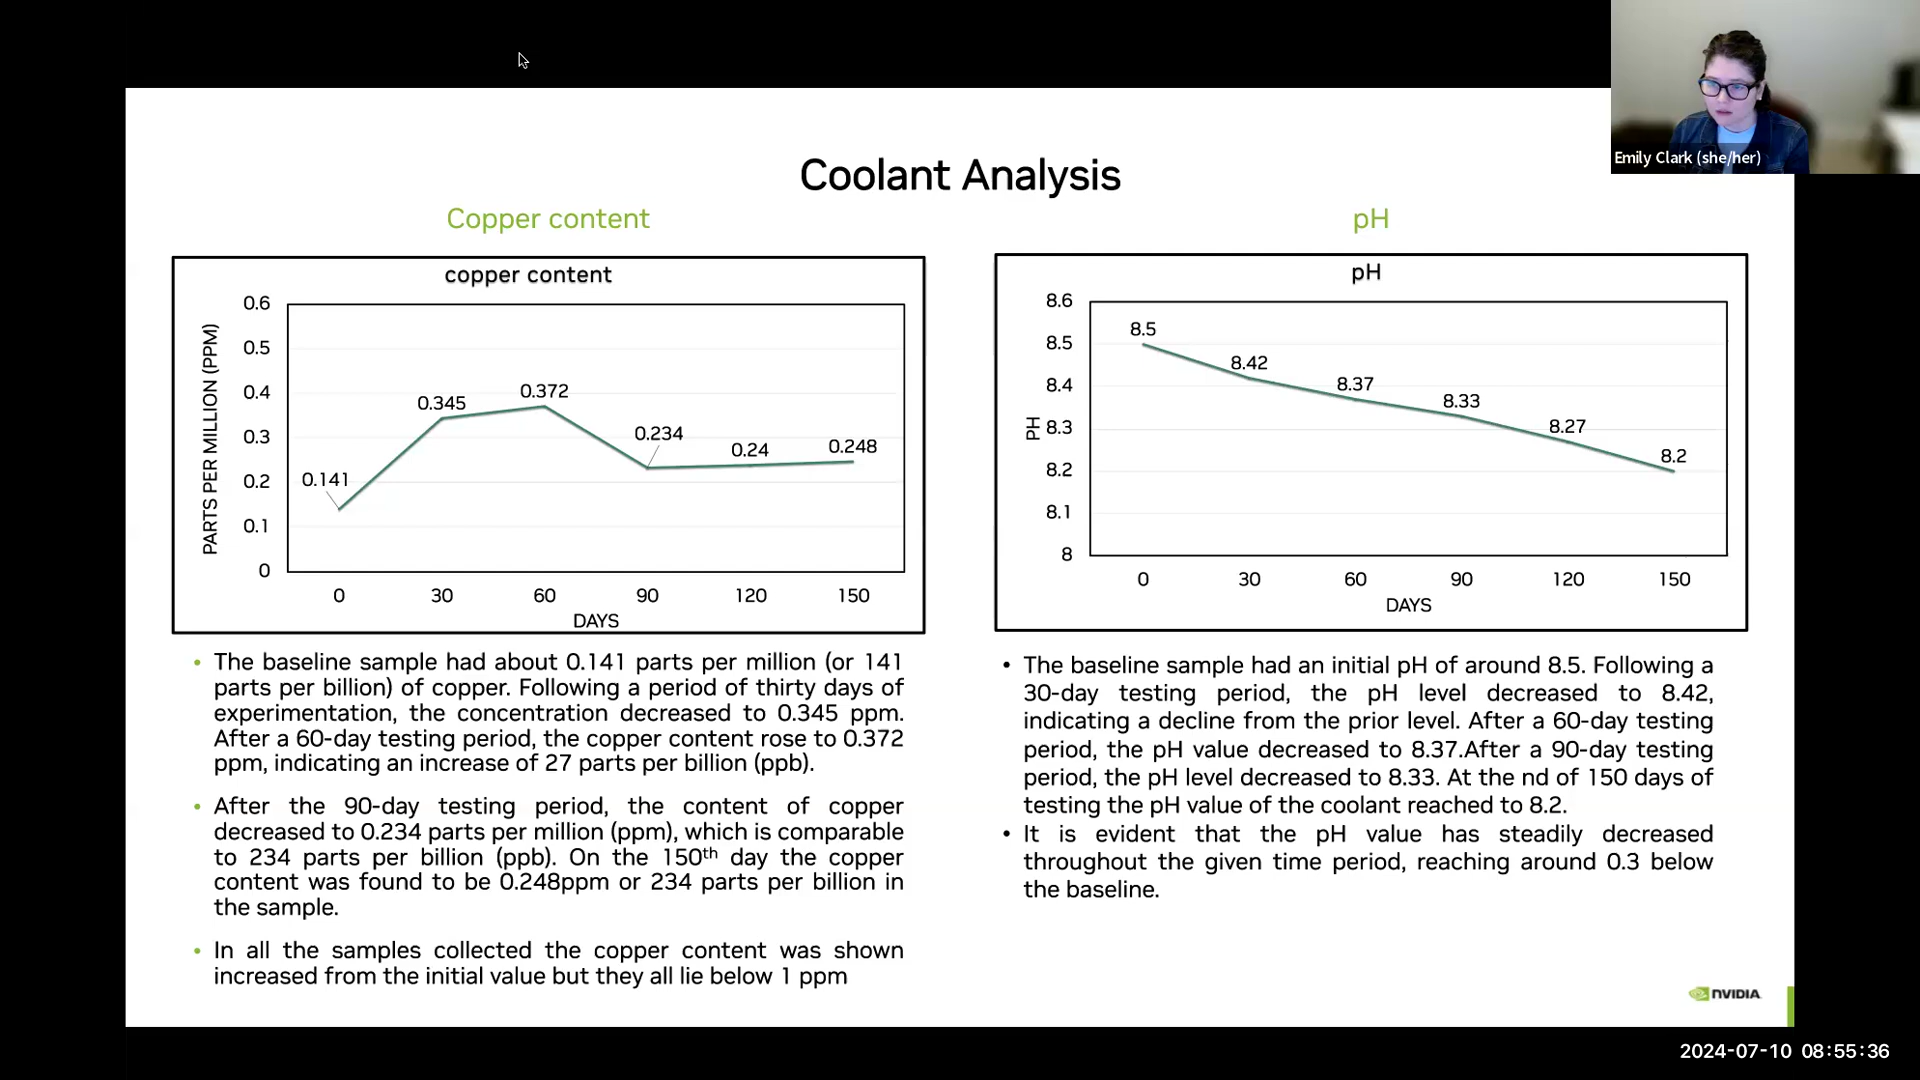 Emily Clark (she/her)
Coolant Analysis
Copper content
copper content
PARTS PER MILLION (PPM)
0.6
0.5
0.4
0.3
0.2
0.1
0
0.141
0.345
0.372
0.234
0.24
0.248
0 30 60 90 120 150
DAYS
• The baseline sample had about 0.141 parts per million (or 141
parts per billion) of copper. Following a period of thirty days of
experimentation, the concentration decreased to 0.345 ppm.
After a 60-day testing period, the copper content rose to 0.372
ppm, indicating an increase of 27 parts per billion (ppb).
• After the 90-day testing period, the content of copper
decreased to 0.234 parts per million (ppm), which is comparable
to 234 parts per billion (ppb). On the 150th day the copper
content was found to be 0.248ppm or 234 parts per billion in
the sample.
• In all the samples collected the copper content was shown
increased from the initial value but they all lie below 1 ppm
pH
pH
PH
8.6
8.5
8.4
8.3
8.2
8.1
8
8.5
8.42
8.37
8.33
8.27
8.2
0 30 60 90 120 150
DAYS
• The baseline sample had an initial pH of around 8.5. Following a
30-day testing period, the pH level decreased to 8.42,
indicating a decline from the prior level. After a 60-day testing
period, the pH value decreased to 8.37.After a 90-day testing
period, the pH level decreased to 8.33. At the nd of 150 days of
testing the pH value of the coolant reached to 8.2.
• It is evident that the pH value has steadily decreased
throughout the given time period, reaching around 0.3 below
the baseline.
NVIDIA
2024-07-10 08:55:36